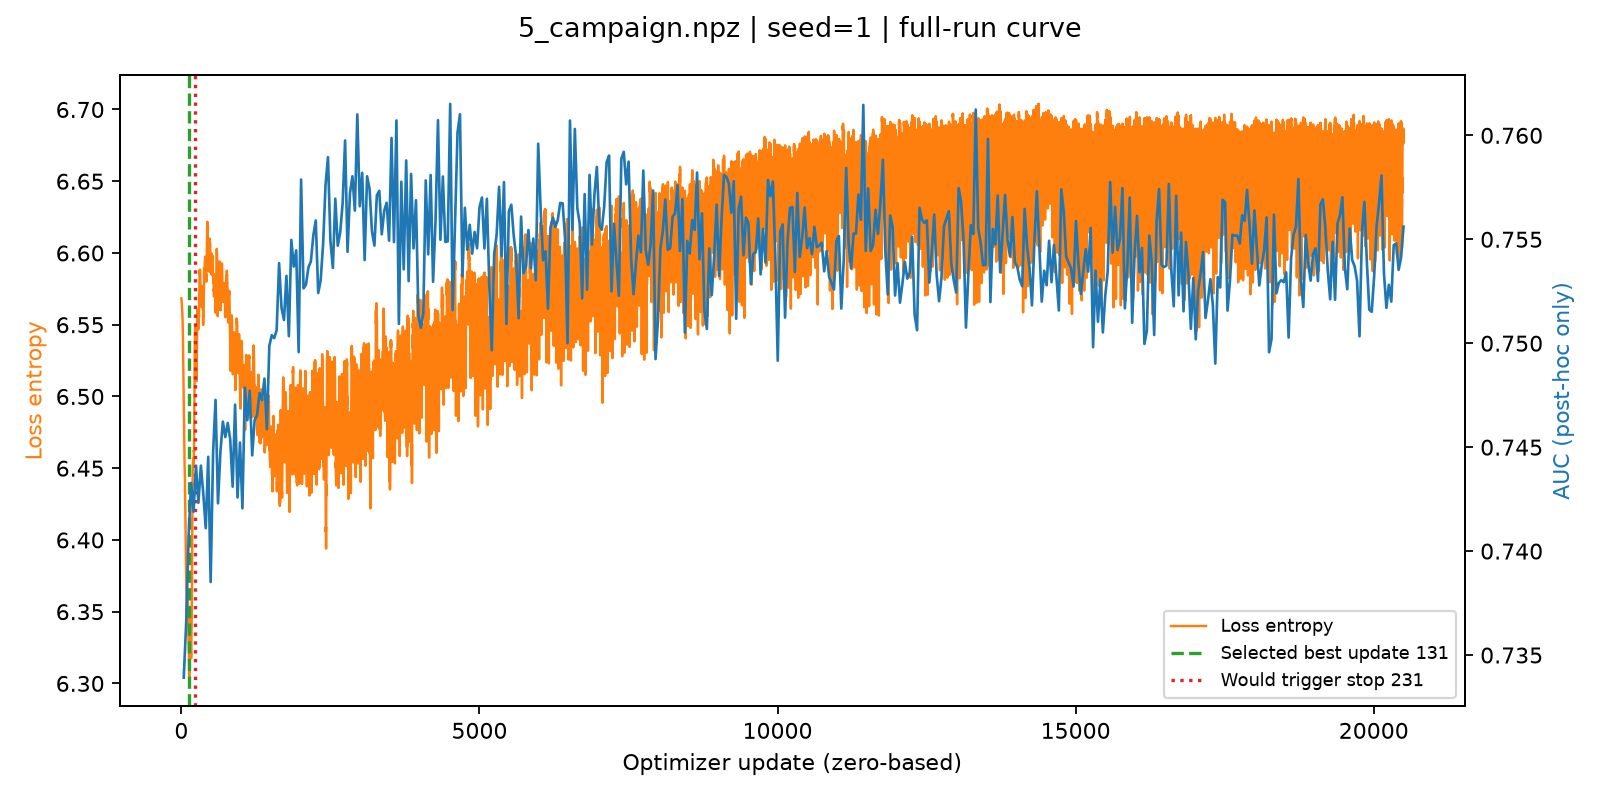 5_campaign.npz | seed=1 | full-run curve
6.70
6.65
6.60
6.55
6.50
6.45
6.40
6.35
6.30
Loss entropy
0.760
0.755
0.750
0.745
0.740
0.735
AUC (post-hoc only)
Loss entropy
Selected best update 131
Would trigger stop 231
0 5000 10000 15000 20000
Optimizer update (zero-based)